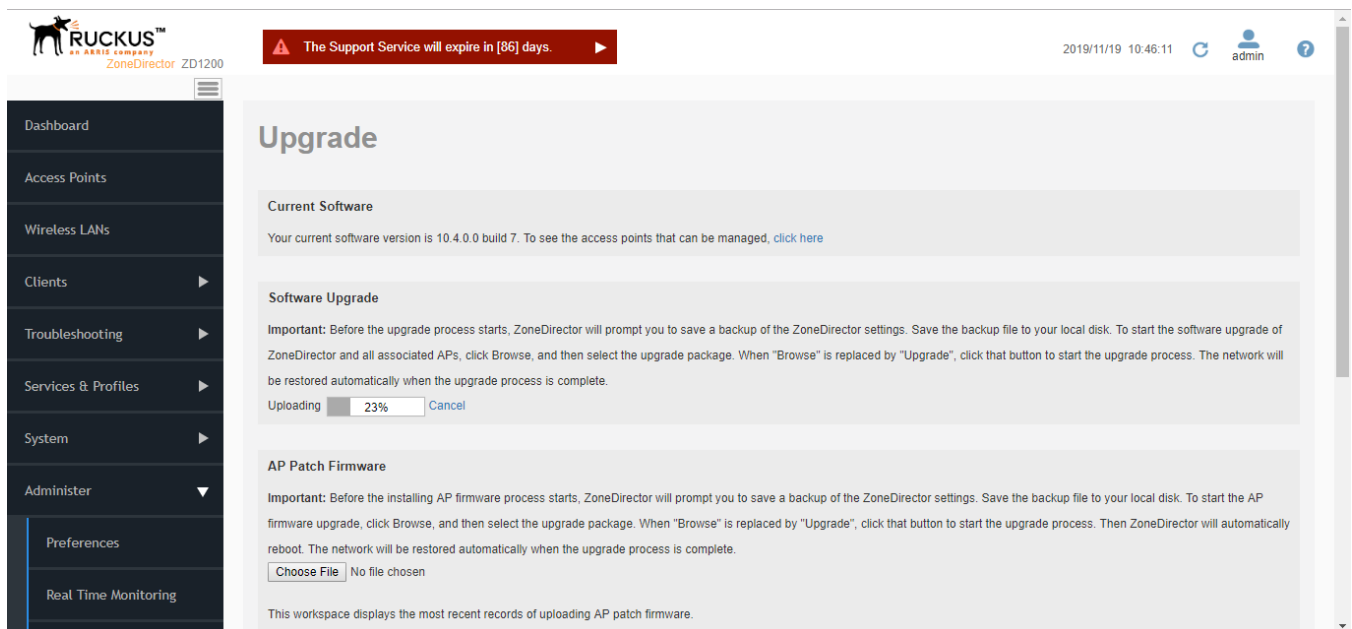 RUCKUS™
an ARRIS company
ZoneDirector ZD1200
The Support Service will expire in [86] days.
2019/11/19 10:46:11
admin
Dashboard
Access Points
Wireless LANs
Clients
Troubleshooting
Services & Profiles
System
Administer
Preferences
Real Time Monitoring
Upgrade
Current Software
Your current software version is 10.4.0.0 build 7. To see the access points that can be managed, click here
Software Upgrade
Important: Before the upgrade process starts, ZoneDirector will prompt you to save a backup of the ZoneDirector settings. Save the backup file to your local disk. To start the software upgrade of
ZoneDirector and all associated APs, click Browse, and then select the upgrade package. When "Browse" is replaced by "Upgrade", click that button to start the upgrade process. The network will
be restored automatically when the upgrade process is complete.
Uploading 23% Cancel
AP Patch Firmware
Important: Before the installing AP firmware process starts, ZoneDirector will prompt you to save a backup of the ZoneDirector settings. Save the backup file to your local disk. To start the AP
firmware upgrade, click Browse, and then select the upgrade package. When "Browse" is replaced by "Upgrade", click that button to start the upgrade process. Then ZoneDirector will automatically
reboot. The network will be restored automatically when the upgrade process is complete.
Choose File No file chosen
This workspace displays the most recent records of uploading AP patch firmware.